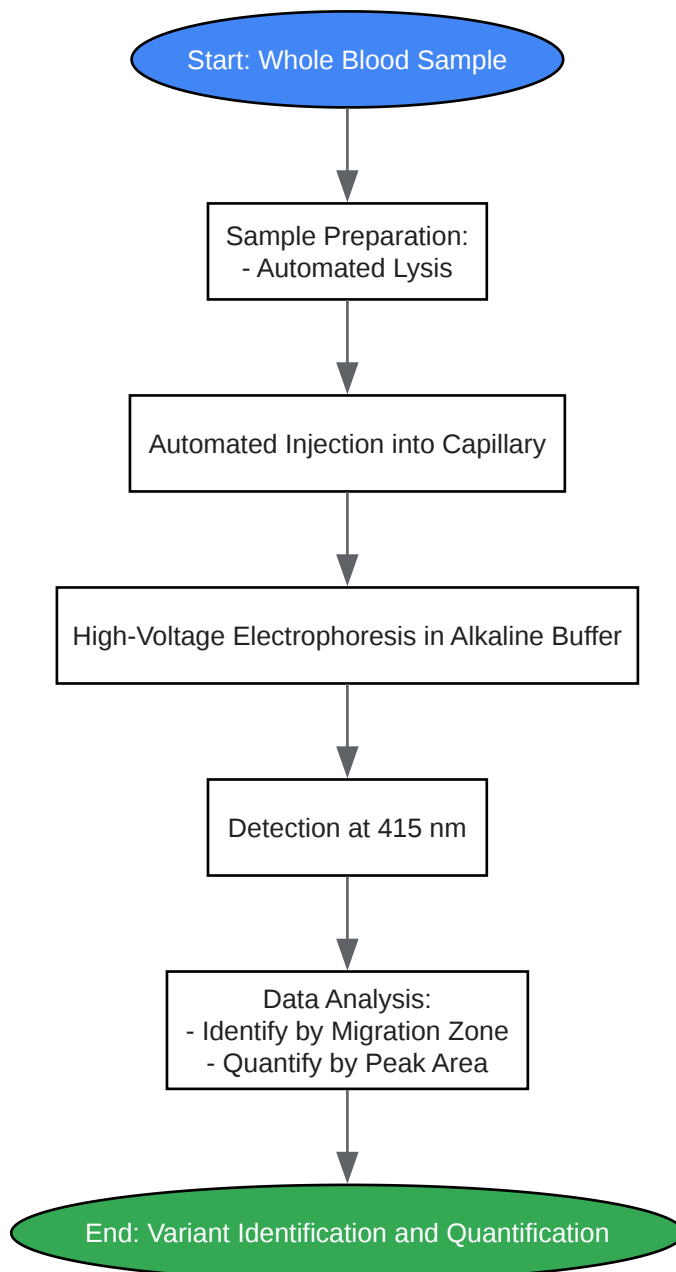 Start: Whole Blood Sample
Sample Preparation:
- Automated Lysis
Automated Injection into Capillary
High-Voltage Electrophoresis in Alkaline Buffer
Detection at 415 nm
Data Analysis:
- Identify by Migration Zone
- Quantify by Peak Area
End: Variant Identification and Quantification